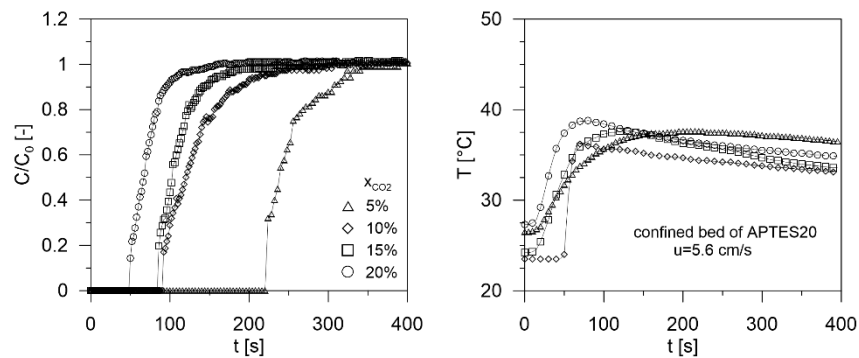 1.2
1
0.8
0.6
0.4
0.2
0
C/C₀ [-]
x_CO2
5%
10%
15%
20%
0 100 200 300 400
t [s]
50
40
30
20
T [°C]
confined bed of APTES20
u=5.6 cm/s
0 100 200 300 400
t [s]